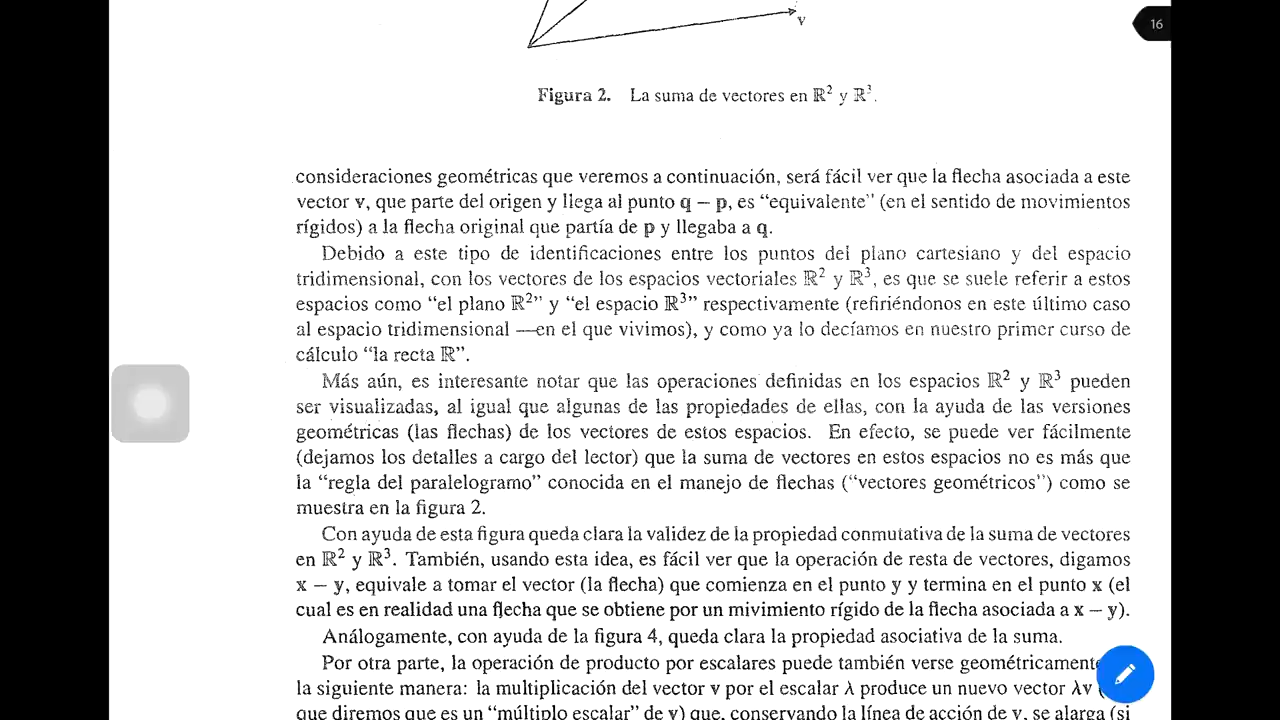 v
16
Figura 2. La suma de vectores en ℝ² y ℝ³.
consideraciones geométricas que veremos a continuación, será fácil ver que la flecha asociada a este
vector v, que parte del origen y llega al punto q − p, es “equivalente” (en el sentido de movimientos
rígidos) a la flecha original que partía de p y llegaba a q.
Debido a este tipo de identificaciones entre los puntos del plano cartesiano y del espacio
tridimensional, con los vectores de los espacios vectoriales ℝ² y ℝ³, es que se suele referir a estos
espacios como “el plano ℝ²” y “el espacio ℝ³” respectivamente (refiriéndonos en este último caso
al espacio tridimensional —en el que vivimos), y como ya lo decíamos en nuestro primer curso de
cálculo “la recta ℝ”.
Más aún, es interesante notar que las operaciones definidas en los espacios ℝ² y ℝ³ pueden
ser visualizadas, al igual que algunas de las propiedades de ellas, con la ayuda de las versiones
geométricas (las flechas) de los vectores de estos espacios. En efecto, se puede ver fácilmente
(dejamos los detalles a cargo del lector) que la suma de vectores en estos espacios no es más que
la “regla del paralelogramo” conocida en el manejo de flechas (“vectores geométricos”) como se
muestra en la figura 2.
Con ayuda de esta figura queda clara la validez de la propiedad conmutativa de la suma de vectores
en ℝ² y ℝ³. También, usando esta idea, es fácil ver que la operación de resta de vectores, digamos
x − y, equivale a tomar el vector (la flecha) que comienza en el punto y y termina en el punto x (el
cual es en realidad una flecha que se obtiene por un mivimiento rígido de la flecha asociada a x − y).
Análogamente, con ayuda de la figura 4, queda clara la propiedad asociativa de la suma.
Por otra parte, la operación de producto por escalares puede también verse geométricament
la siguiente manera: la multiplicación del vector v por el escalar λ produce un nuevo vector λv (
que diremos que es un “múltiplo escalar” de v) que, conservando la línea de acción de v, se alarga (si